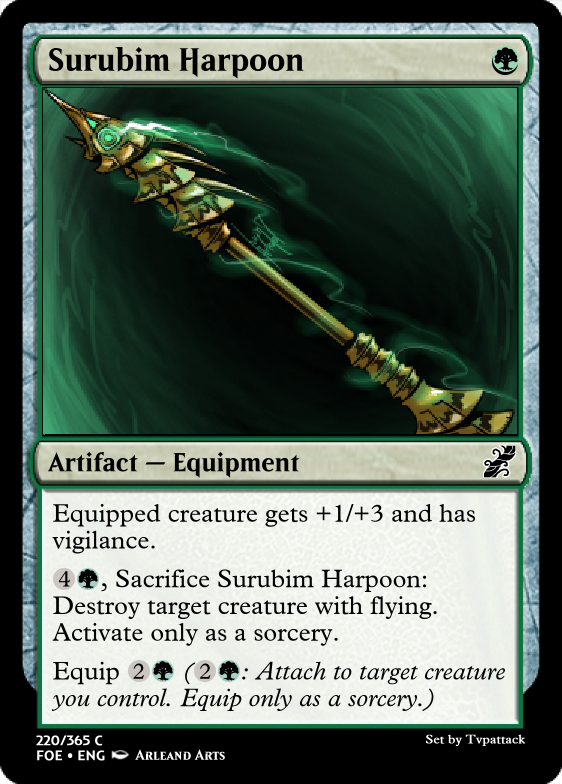 Surubim Harpoon
Artifact — Equipment
Equipped creature gets +1/+3 and has
vigilance.
4, Sacrifice Surubim Harpoon:
Destroy target creature with flying.
Activate only as a sorcery.
Equip 2 (2: Attach to target creature
you control. Equip only as a sorcery.)
220/365 C
Set by Tvpattack
FOE • ENG Arleand Arts